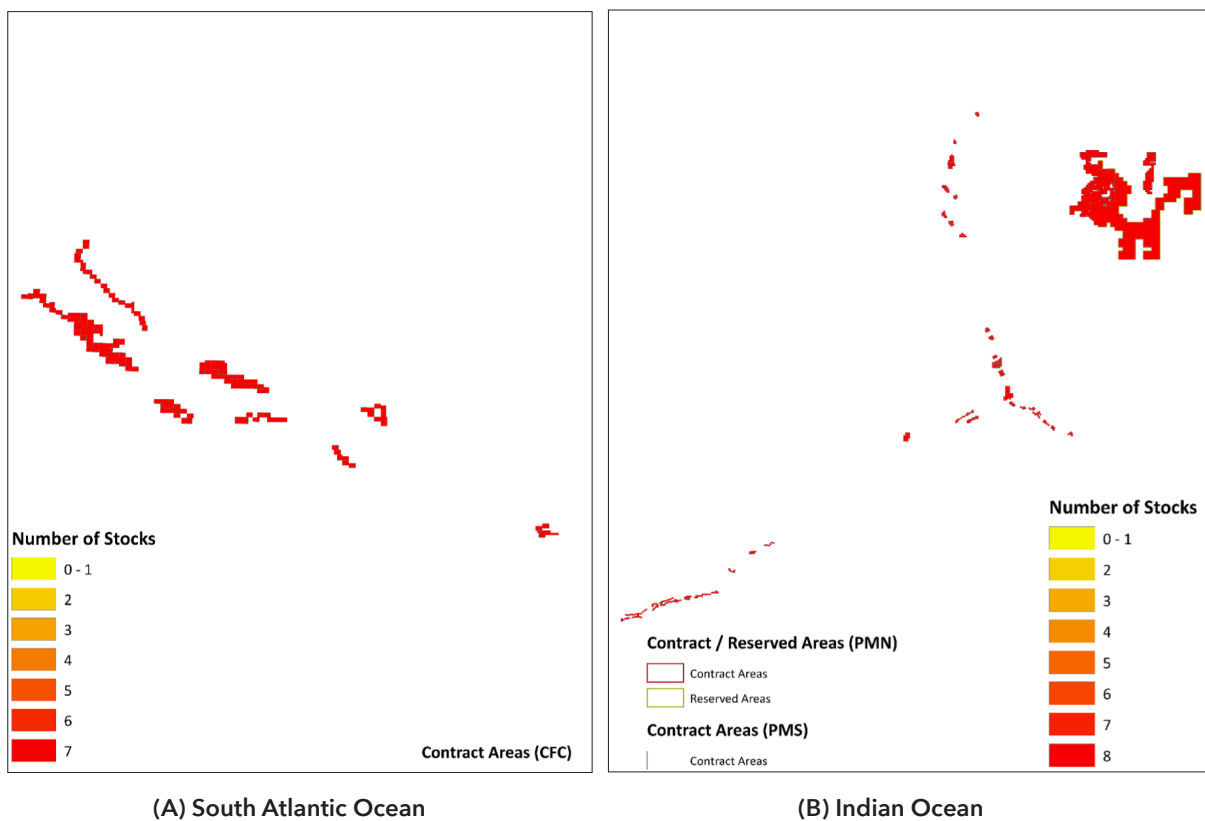 Number of Stocks
0 - 1
2
3
4
5
6
7
Contract Areas (CFC)
(A) South Atlantic Ocean
Contract / Reserved Areas (PMN)
Contract Areas
Reserved Areas
Contract Areas (PMS)
Contract Areas
Number of Stocks
0 - 1
2
3
4
5
6
7
8
(B) Indian Ocean